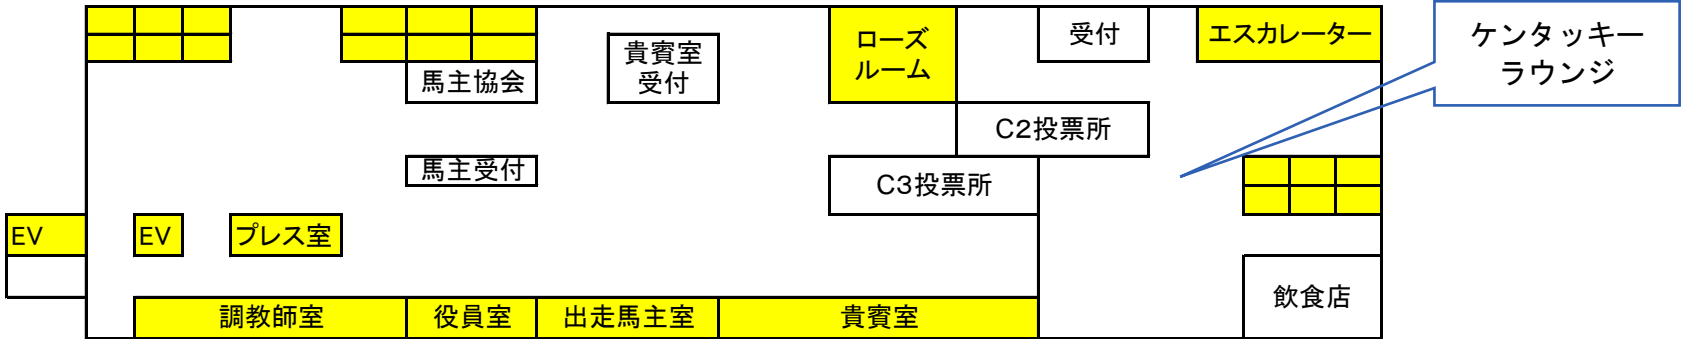 ローズ
ルーム
受付
エスカレーター
ケンタッキー
ラウンジ
貴賓室
受付
馬主協会
C2投票所
馬主受付
C3投票所
EV
EV
プレス室
飲食店
調教師室
役員室
出走馬主室
貴賓室